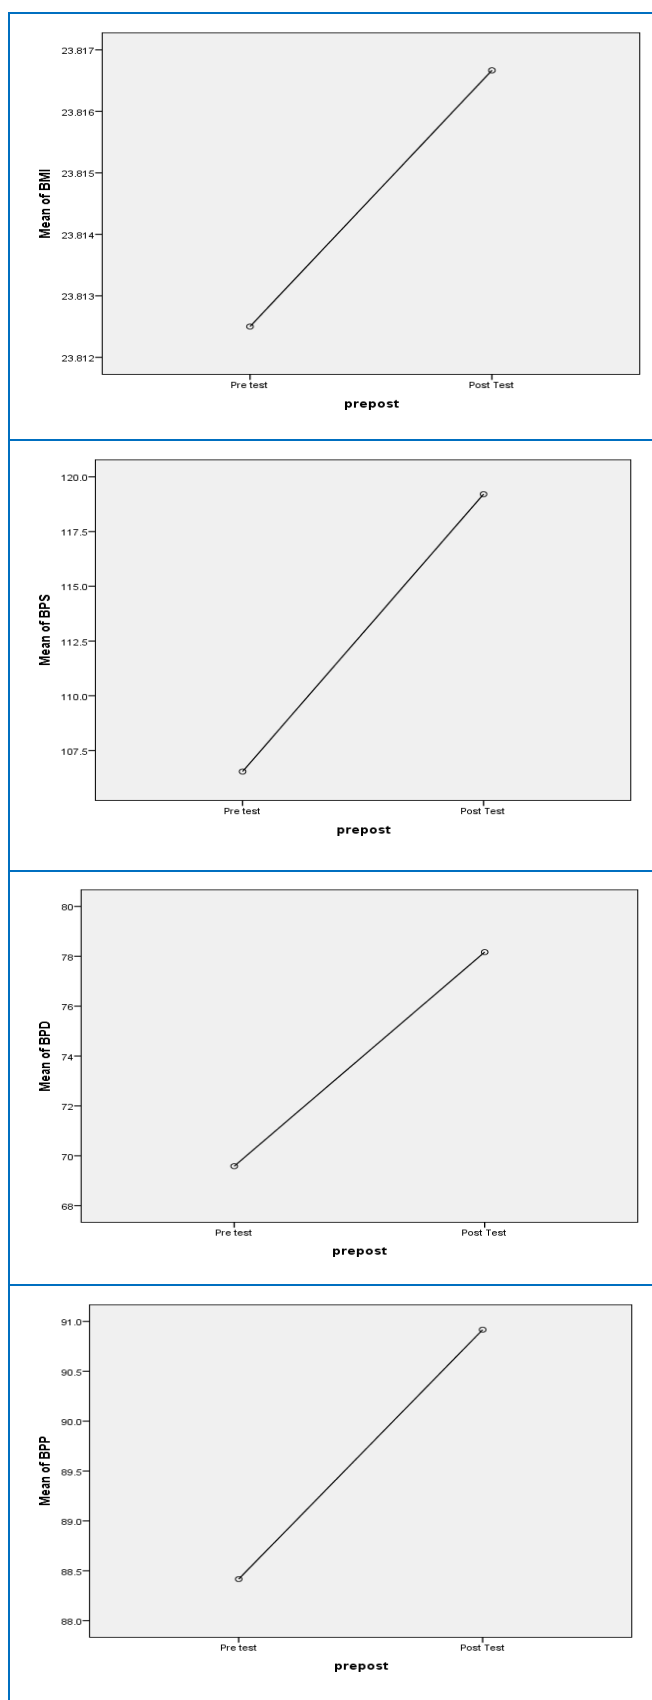 23.817
23.816
23.815
23.814
23.813
23.812
Mean of BMI
Pre test
Post Test
prepost
120.0
117.5
115.0
112.5
110.0
107.5
Mean of BPS
Pre test
Post Test
prepost
80
78
76
74
72
70
68
Mean of BPD
Pre test
Post Test
prepost
91.0
90.5
90.0
89.5
89.0
88.5
88.0
Mean of BPP
Pre test
Post Test
prepost